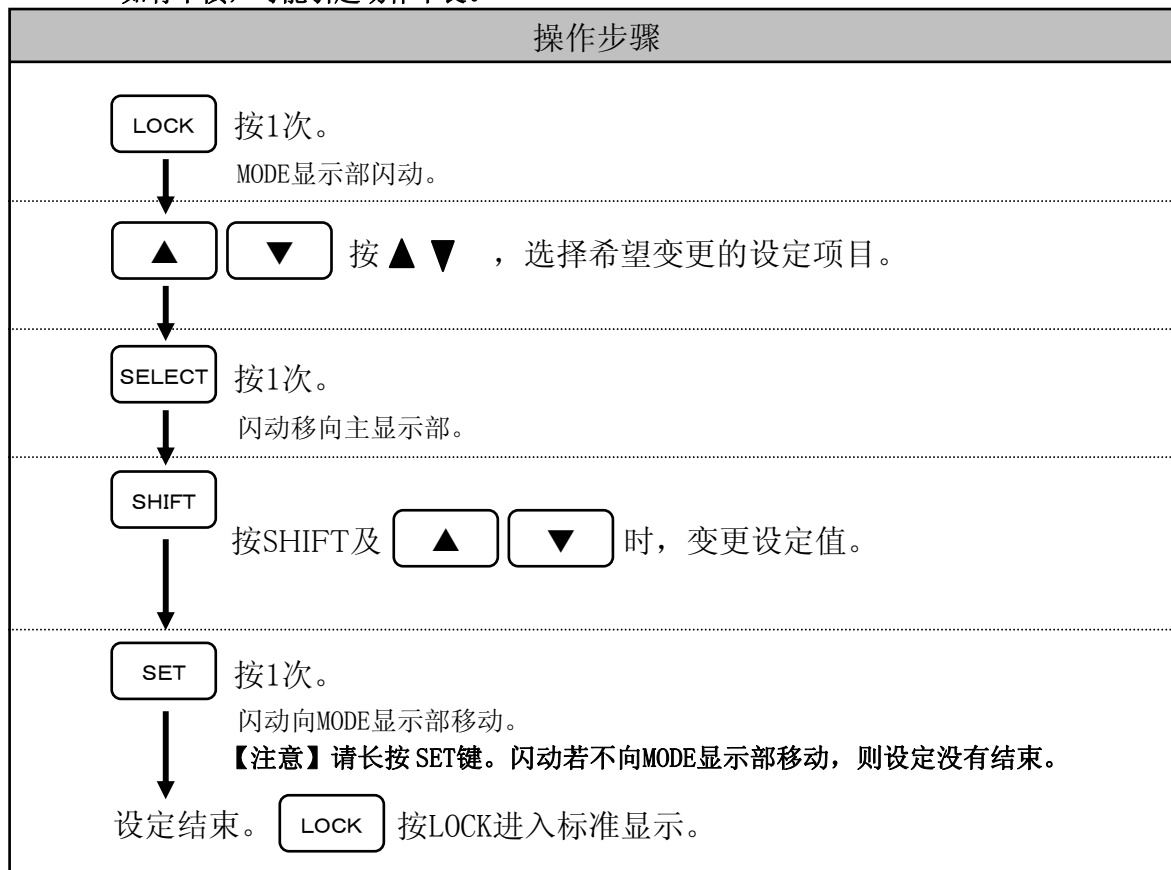 操作步骤
LOCK 按1次。
MODE显示部闪动。
▲ ▼ 按▲▼ ，选择希望变更的设定项目。
SELECT 按1次。
闪动移向主显示部。
SHIFT
按SHIFT及 ▲ ▼ 时，变更设定值。
SET 按1次。
闪动向MODE显示部移动。
【注意】请长按SET键。闪动若不向MODE显示部移动，则设定没有结束。
设定结束。 LOCK 按LOCK进入标准显示。